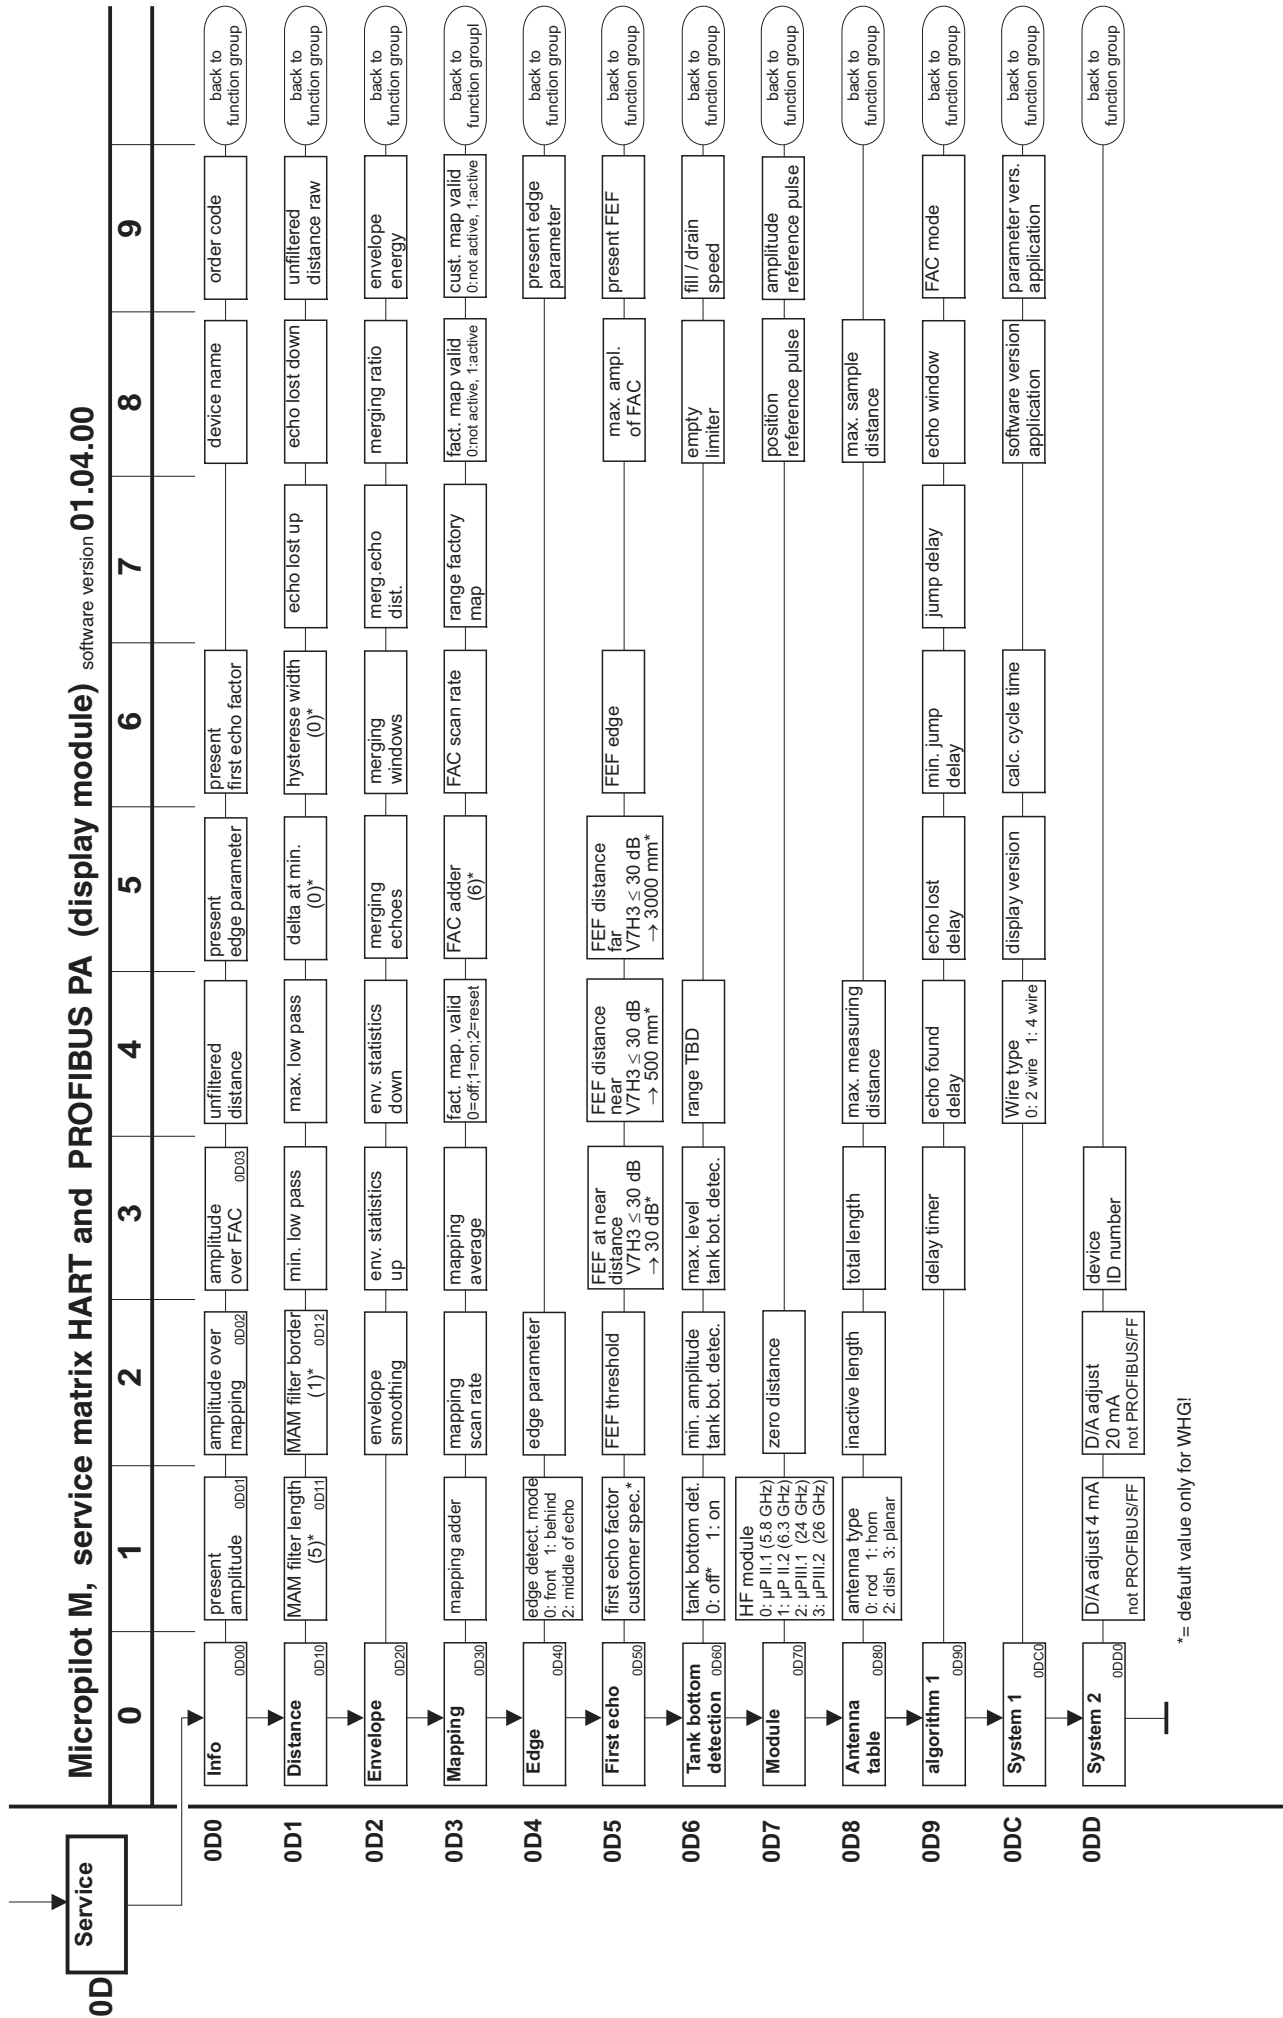 Micropilot M, service matrix HART and PROFIBUS PA (display module) software version 01.04.00
0D
Service
0 1 2 3 4 5 6 7 8 9
0D0
Info
0D00
present
amplitude
0D01
amplitude over
mapping
0D02
amplitude
over FAC
0D03
unfiltered
distance
present
edge parameter
present
first echo factor
device name
order code
back to
function group
0D1
Distance
0D10
MAM filter length
(5)*
0D11
MAM filter border
(1)*
0D12
min. low pass
max. low pass
delta at min.
(0)*
hysterese width
(0)*
echo lost up
echo lost down
unfiltered
distance raw
back to
function group
0D2
Envelope
0D20
envelope
smoothing
env. statistics
up
env. statistics
down
merging
echoes
merging
windows
merg.echo
dist.
merging ratio
envelope
energy
back to
function group
0D3
Mapping
0D30
mapping adder
mapping
scan rate
mapping
average
fact. map. valid
0=off;1=on;2=reset
FAC adder
(6)*
FAC scan rate
range factory
map
fact. map valid
0:not active, 1:active
cust. map valid
0:not active, 1:active
back to
function groupl
0D4
Edge
0D40
edge detect. mode
0: front 1: behind
2: middle of echo
edge parameter
present edge
parameter
back to
function group
0D5
First echo
0D50
first echo factor
customer spec.*
FEF threshold
FEF at near
distance
V7H3 ≤ 30 dB
→ 30 dB*
FEF distance
near
V7H3 ≤ 30 dB
→ 500 mm*
FEF distance
far
V7H3 ≤ 30 dB
→ 3000 mm*
FEF edge
max. ampl.
of FAC
present FEF
back to
function group
0D6
Tank bottom
detection
0D60
tank bottom det.
0: off* 1: on
min. amplitude
tank bot. detec.
max. level
tank bot. detec.
range TBD
empty
limiter
fill / drain
speed
back to
function group
0D7
Module
0D70
HF module
0: µP II.1 (5.8 GHz)
1: µP II.2 (6.3 GHz)
2: µPIII.1 (24 GHz)
3: µPIII.2 (26 GHz)
zero distance
position
reference pulse
amplitude
reference pulse
back to
function group
0D8
Antenna
table
0D80
antenna type
0: rod 1: horn
2: dish 3: planar
inactive length
total length
max. measuring
distance
max. sample
distance
back to
function group
0D9
algorithm 1
0D90
delay timer
echo found
delay
echo lost
delay
min. jump
delay
jump delay
echo window
FAC mode
back to
function group
0DC
System 1
0DC0
Wire type
0: 2 wire 1: 4 wire
display version
calc. cycle time
software version
application
parameter vers.
application
back to
function group
0DD
System 2
0DD0
D/A adjust 4 mA
not PROFIBUS/FF
D/A adjust
20 mA
not PROFIBUS/FF
device
ID number
back to
function group
*= default value only for WHG!